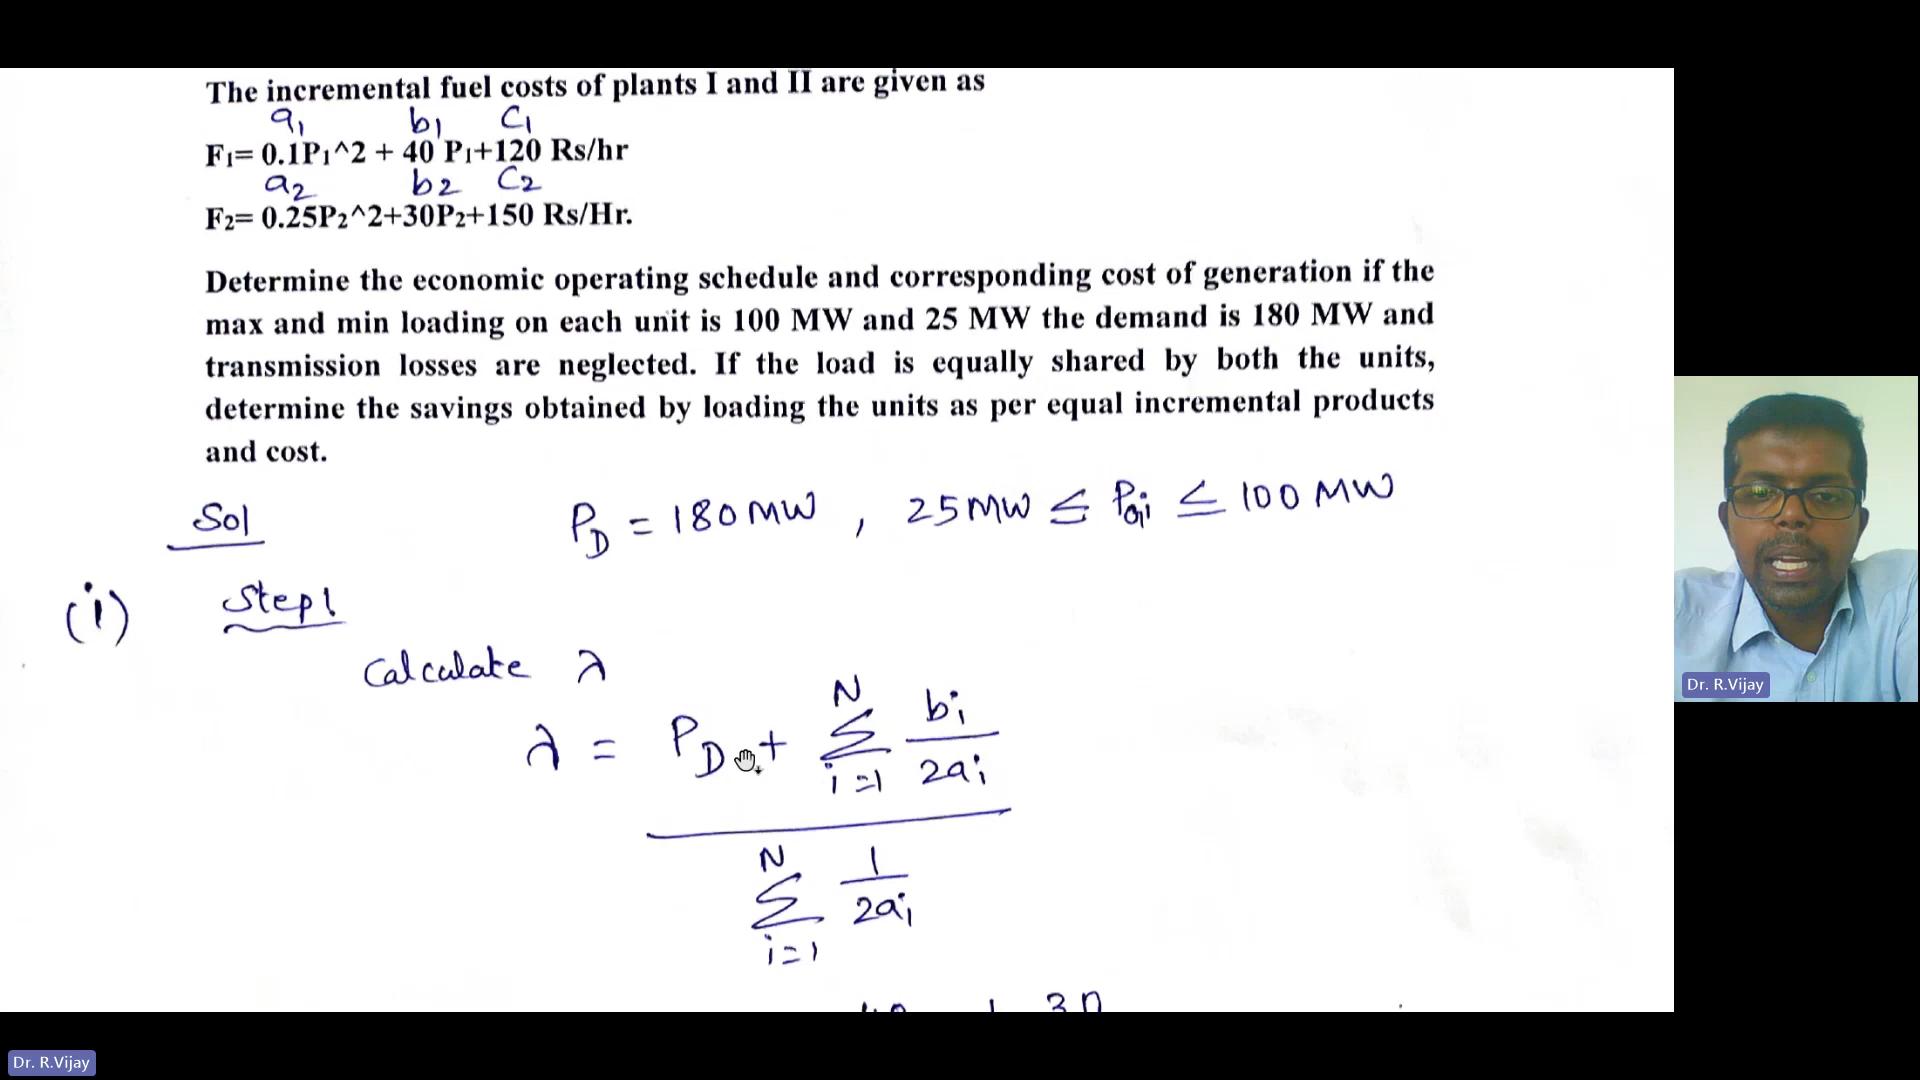 The incremental fuel costs of plants I and II are given as
a₁ b₁ C₁
F₁= 0.1P₁^2 + 40 P₁+120 Rs/hr
a₂ b₂ C₂
F₂= 0.25P₂^2+30P₂+150 Rs/Hr.
Determine the economic operating schedule and corresponding cost of generation if the
max and min loading on each unit is 100 MW and 25 MW the demand is 180 MW and
transmission losses are neglected. If the load is equally shared by both the units,
determine the savings obtained by loading the units as per equal incremental products
and cost.
Sol P_D = 180 MW , 25 MW ≤ P_Gi ≤ 100 MW
(i) Step 1
Calculate λ
λ = P_D + N Σ i=1 bi/2ai
N Σ i=1 1/2ai
Dr. R.Vijay
Dr. R.Vijay